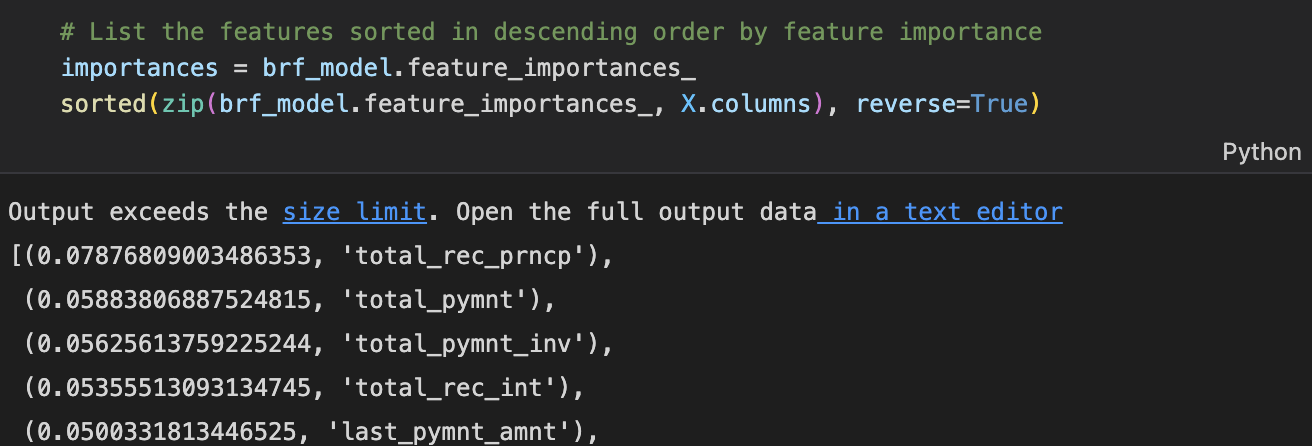 # List the features sorted in descending order by feature importance
importances = brf_model.feature_importances_
sorted(zip(brf_model.feature_importances_, X.columns), reverse=True)
Python
Output exceeds the size limit. Open the full output data in a text editor
[(0.07876809003486353, 'total_rec_prncp'),
 (0.05883806887524815, 'total_pymnt'),
 (0.05625613759225244, 'total_pymnt_inv'),
 (0.05355513093134745, 'total_rec_int'),
 (0.0500331813446525, 'last_pymnt_amnt'),